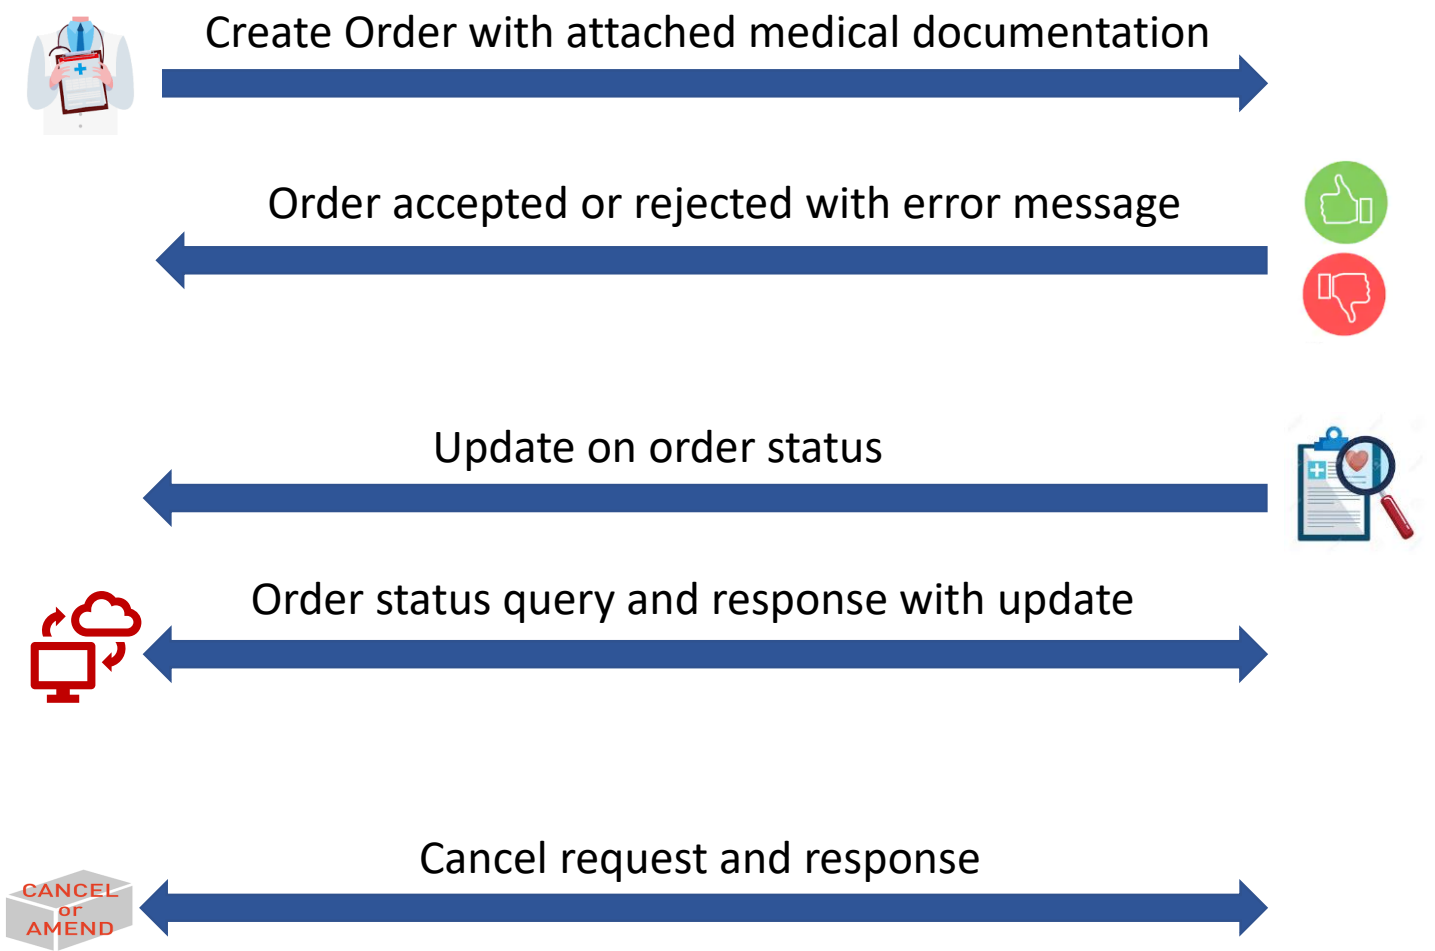 Create Order with attached medical documentation
Order accepted or rejected with error message
Update on order status
Order status query and response with update
Cancel request and response
CANCEL
or
AMEND